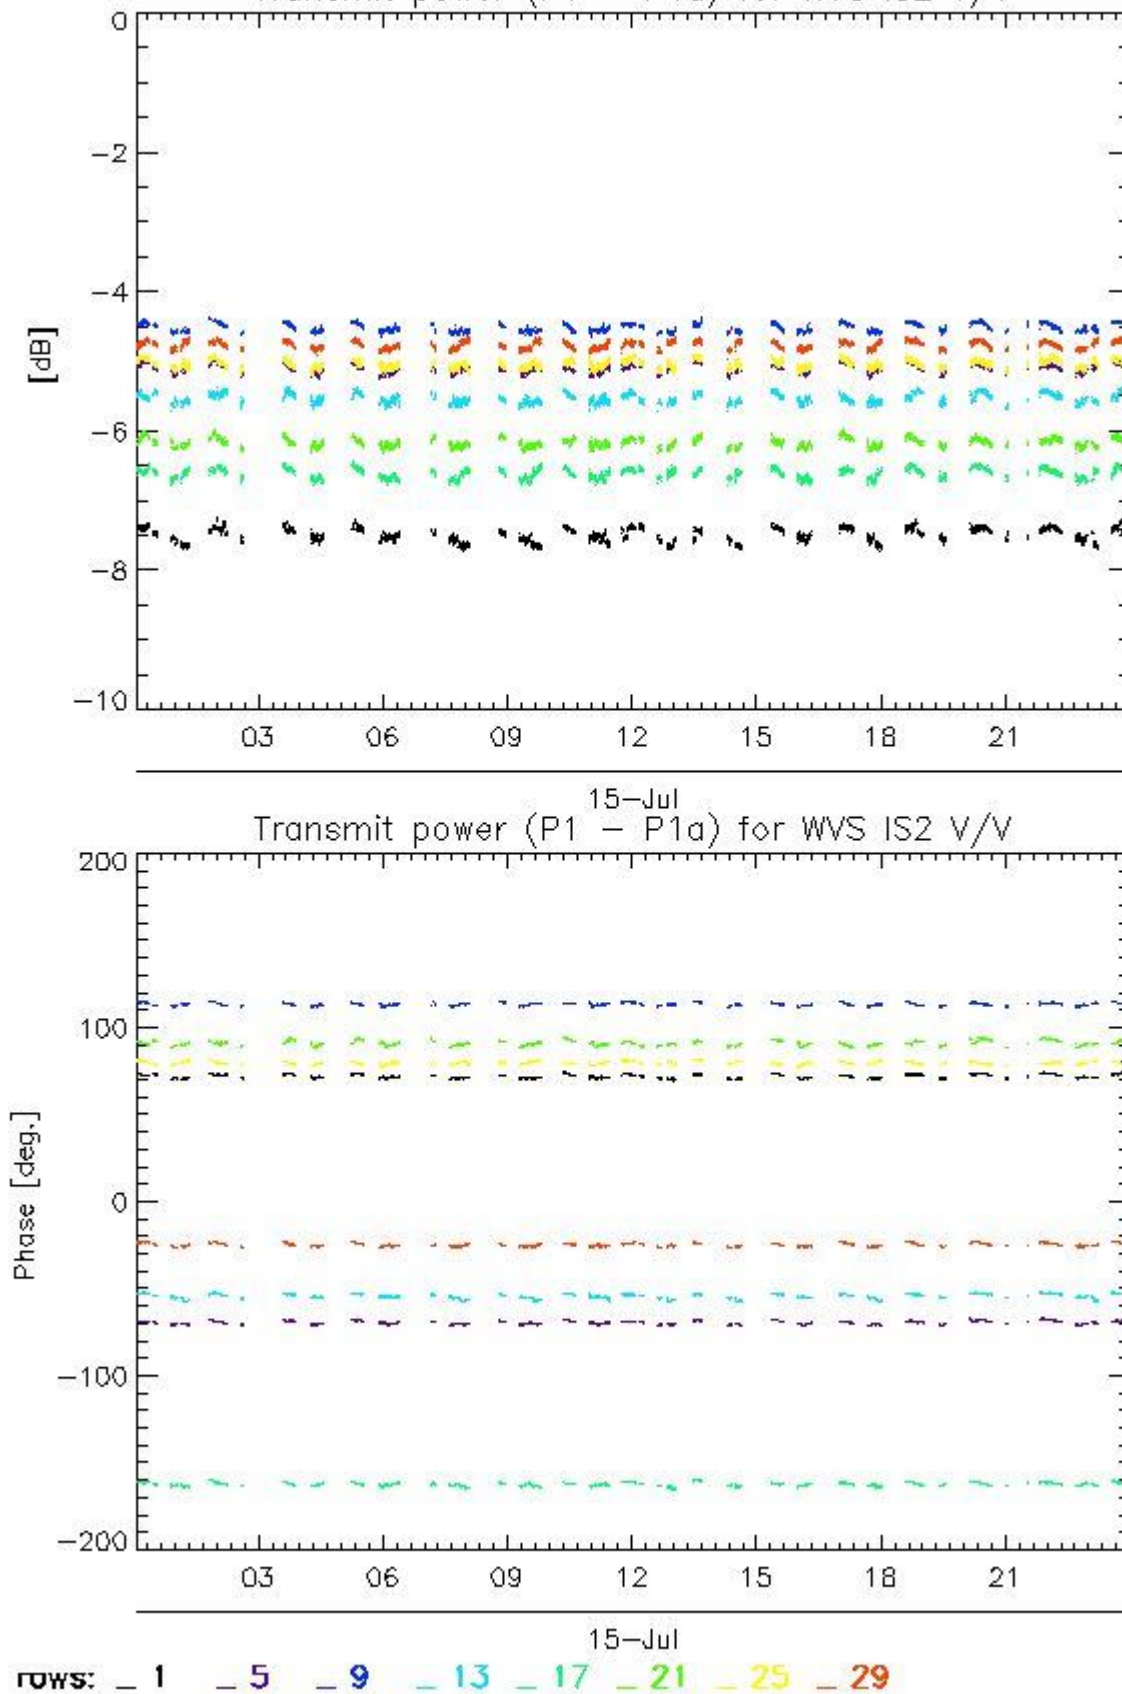 0
−2
−4
[dB]
−6
−8
−10
03 06 09 12 15 18 21
15−Jul
Transmit power (P1 − P1a) for WVS IS2 V/V
200
100
Phase [deg.]
0
−100
−200
03 06 09 12 15 18 21
15−Jul
rows: _ 1 _ 5 _ 9 _ 13 _ 17 _ 21 _ 25 _ 29